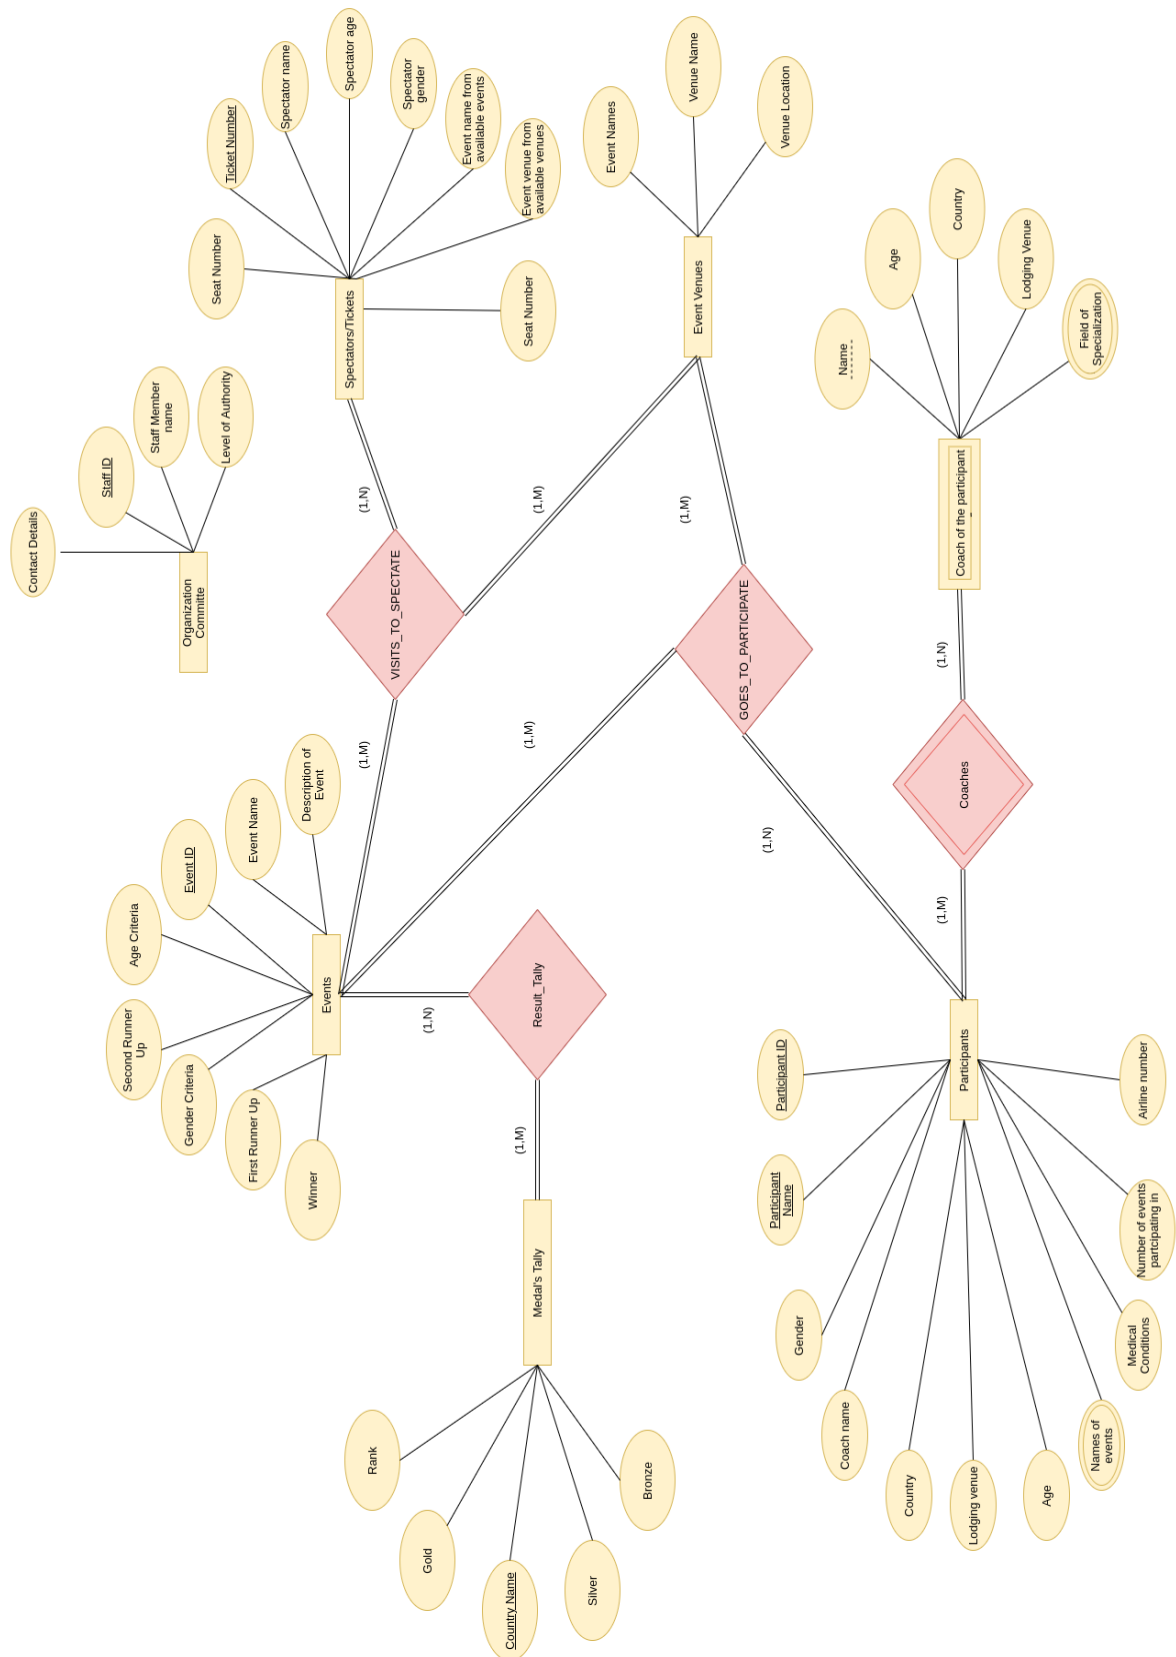 Contact Details
Staff ID
Staff Member
name
Level of Authority
Organization
Committe
Seat Number
Ticket Number
Spectator name
Spectator age
Spectator
gender
Event name from
available events
Event venue from
available venues
Seat Number
Spectators/Tickets
Event Names
Venue Name
Venue Location
Event Venues
Name
Age
Country
Lodging Venue
Field of
Specialization
Coach of the participant
(1,N)
(1,M)
(1,M)
(1,N)
VISITS_TO_SPECTATE
GOES_TO_PARTICIPATE
(1,M)
(1,M)
(1,N)
Coaches
(1,M)
Second Runner
Up
Age Criteria
Event ID
Event Name
Description of
Event
Gender Criteria
First Runner Up
Winner
Events
(1,N)
Result_Tally
(1,M)
Medal's Tally
Rank
Gold
Country Name
Silver
Bronze
Participants
Participant ID
Participant
Name
Gender
Coach name
Country
Lodging venue
Age
Names of
events
Medical
Conditions
Number of events
partcipating in
Airline number